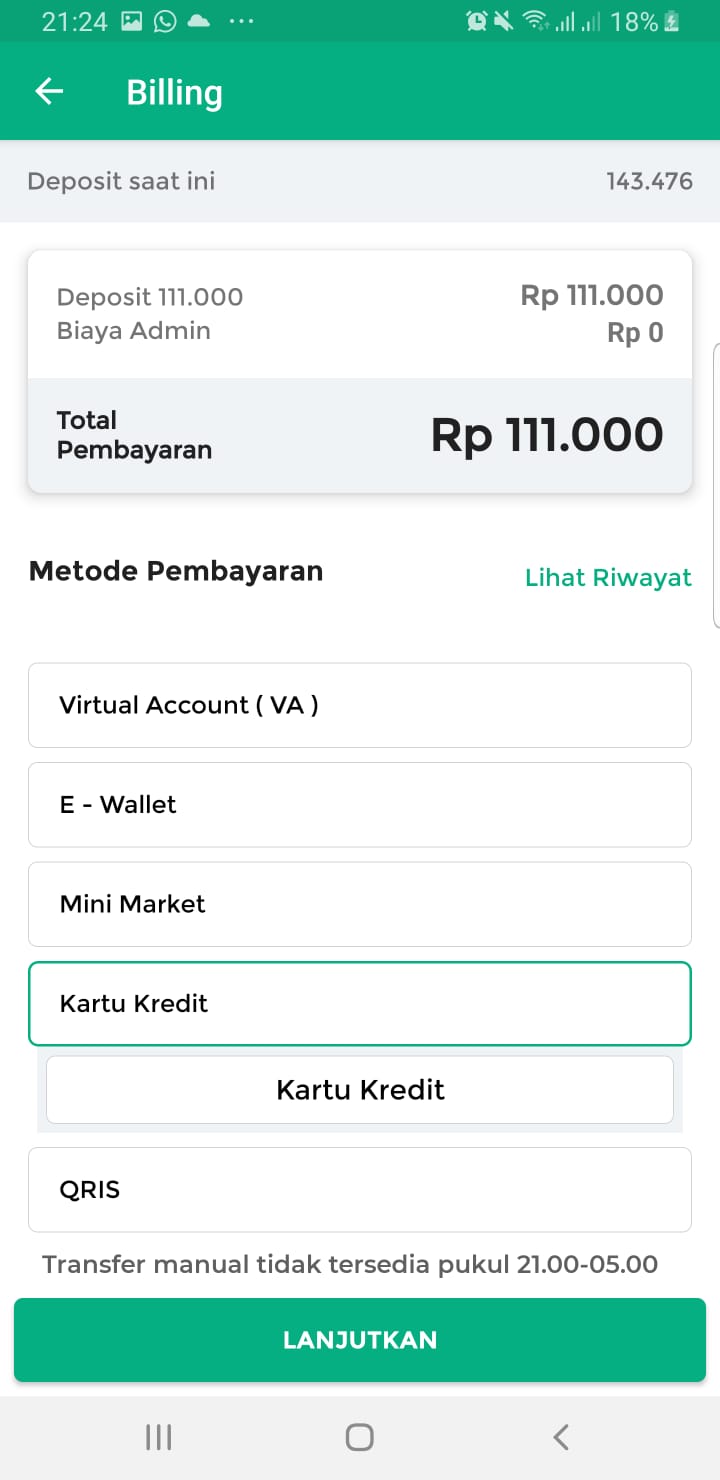 21:24 ... 18%
Billing
Deposit saat ini 143.476
Deposit 111.000 Rp 111.000
Biaya Admin Rp 0
Total
Pembayaran Rp 111.000
Metode Pembayaran Lihat Riwayat
Virtual Account ( VA )
E - Wallet
Mini Market
Kartu Kredit
Kartu Kredit
QRIS
Transfer manual tidak tersedia pukul 21.00-05.00
LANJUTKAN